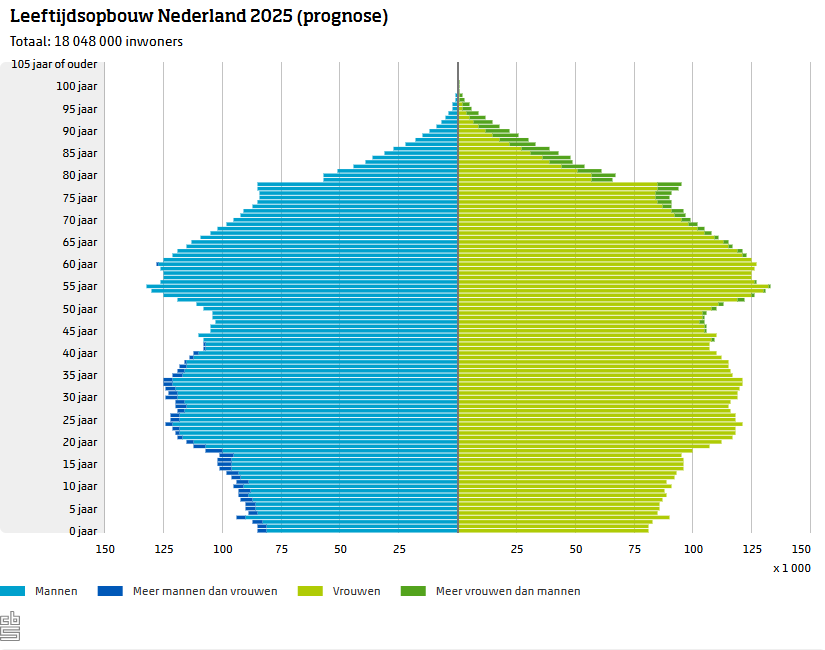 Leeftijdsopbouw Nederland 2025 (prognose)
Totaal: 18 048 000 inwoners
105 jaar of ouder
100 jaar
95 jaar
90 jaar
85 jaar
80 jaar
75 jaar
70 jaar
65 jaar
60 jaar
55 jaar
50 jaar
45 jaar
40 jaar
35 jaar
30 jaar
25 jaar
20 jaar
15 jaar
10 jaar
5 jaar
0 jaar
150 125 100 75 50 25 25 50 75 100 125 150
x 1 000
Mannen Meer mannen dan vrouwen Vrouwen Meer vrouwen dan mannen
cbs